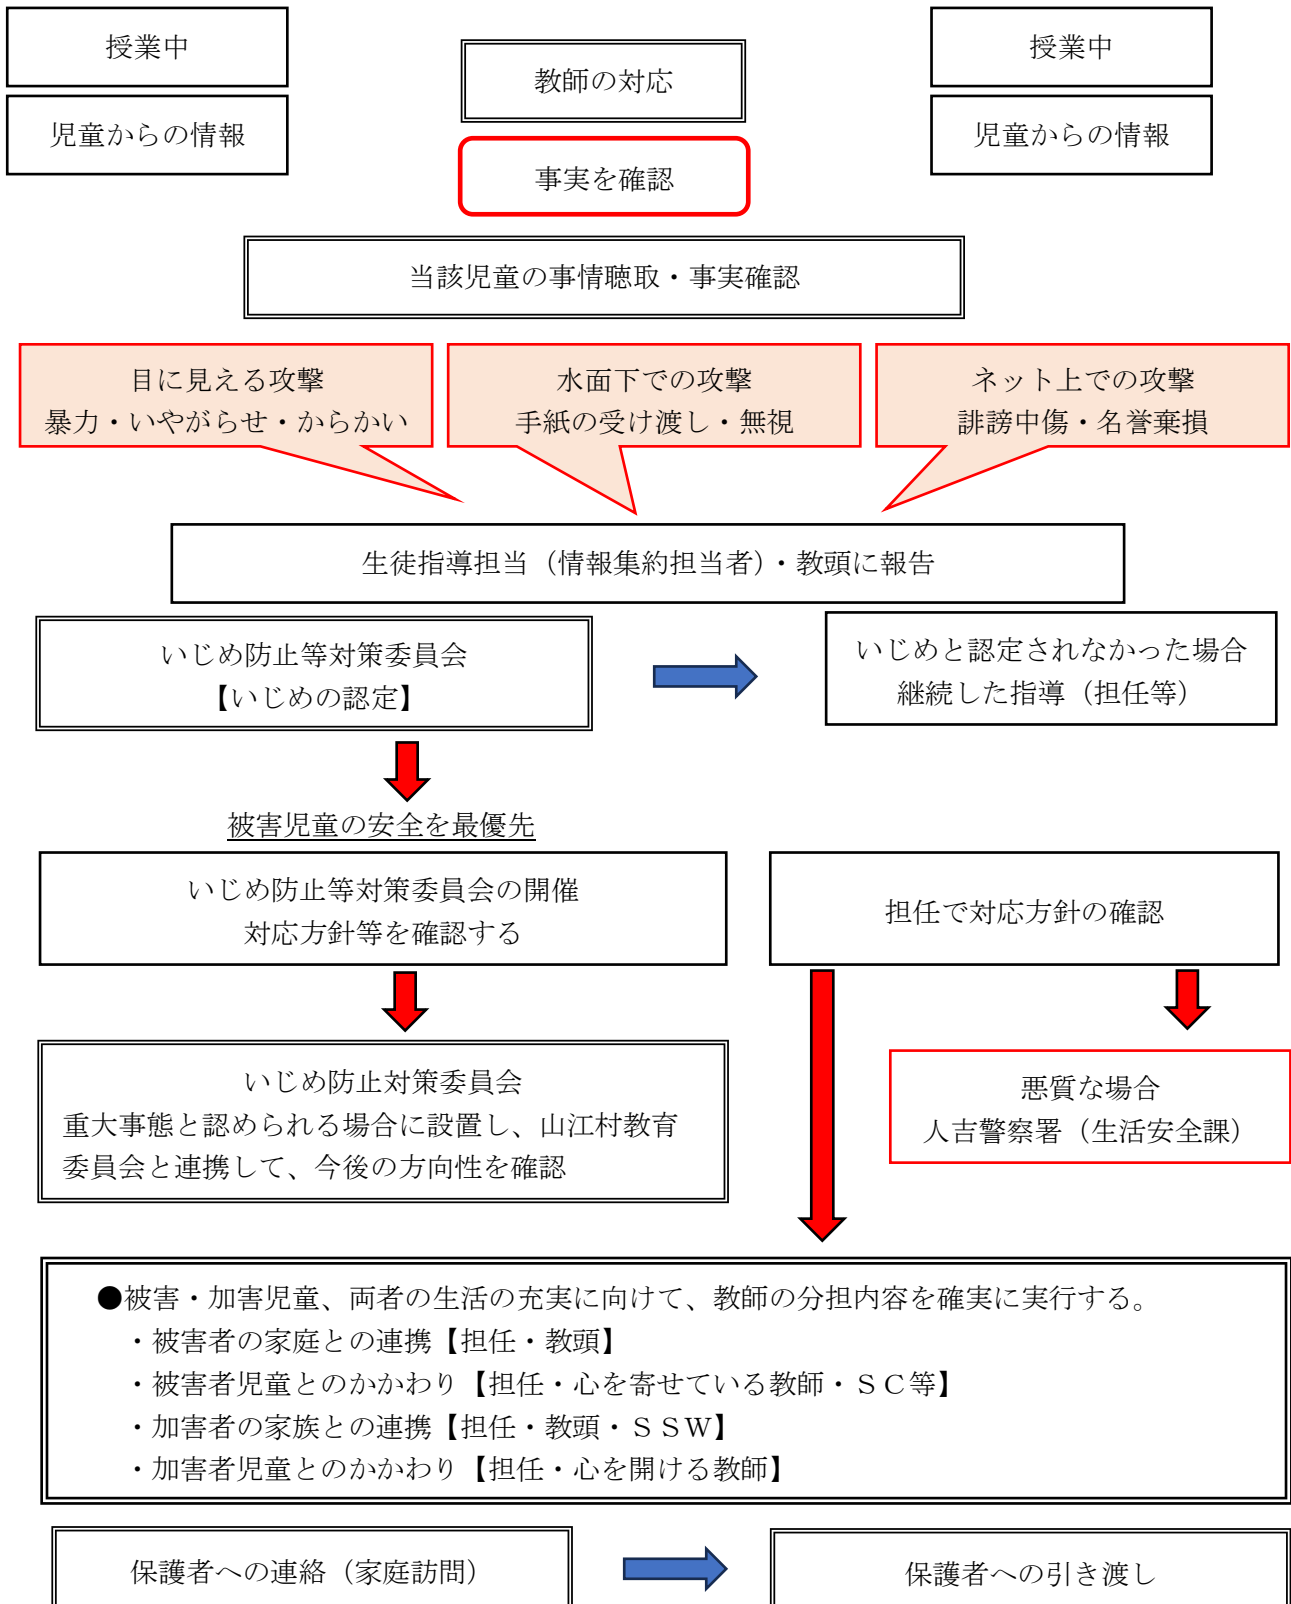 授業中
教師の対応
授業中
児童からの情報
児童からの情報
事実を確認
当該児童の事情聴取・事実確認
目に見える攻撃
暴力・いやがらせ・からかい
水面下での攻撃
手紙の受け渡し・無視
ネット上での攻撃
誹謗中傷・名誉棄損
生徒指導担当（情報集約担当者）・教頭に報告
いじめ防止等対策委員会
【いじめの認定】
いじめと認定されなかった場合
継続した指導（担任等）
被害児童の安全を最優先
いじめ防止等対策委員会の開催
対応方針等を確認する
担任で対応方針の確認
いじめ防止対策委員会
重大事態と認められる場合に設置し、山江村教育
委員会と連携して、今後の方向性を確認
悪質な場合
人吉警察署（生活安全課）
●被害・加害児童、両者の生活の充実に向けて、教師の分担内容を確実に実行する。
・被害者の家庭との連携【担任・教頭】
・被害者児童とのかかわり【担任・心を寄せている教師・ＳＣ等】
・加害者の家族との連携【担任・教頭・ＳＳＷ】
・加害者児童とのかかわり【担任・心を開ける教師】
保護者への連絡（家庭訪問）
保護者への引き渡し